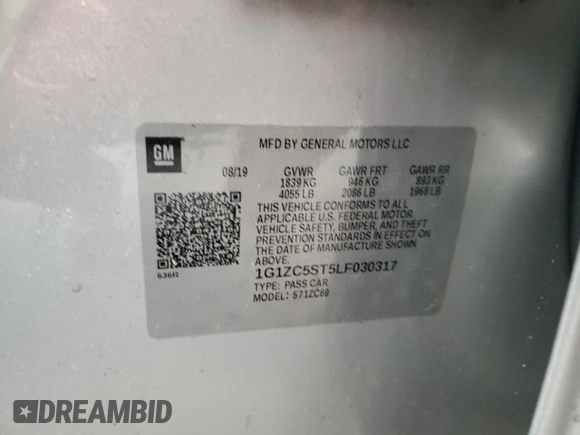 GM
MFD BY GENERAL MOTORS LLC
08/19 GVWR GAWR FRT GAWR RR
1839 KG 946 KG 893 KG
4055 LB 2086 LB 1968 LB
THIS VEHICLE CONFORMS TO ALL
APPLICABLE U.S. FEDERAL MOTOR
VEHICLE SAFETY, BUMPER, AND THEFT
PREVENTION STANDARDS IN EFFECT ON
THE DATE OF MANUFACTURE SHOWN
ABOVE.
636R
1G1ZC5ST5LF030317
TYPE: PASS CAR
MODEL: S71ZC69
DREAMBID